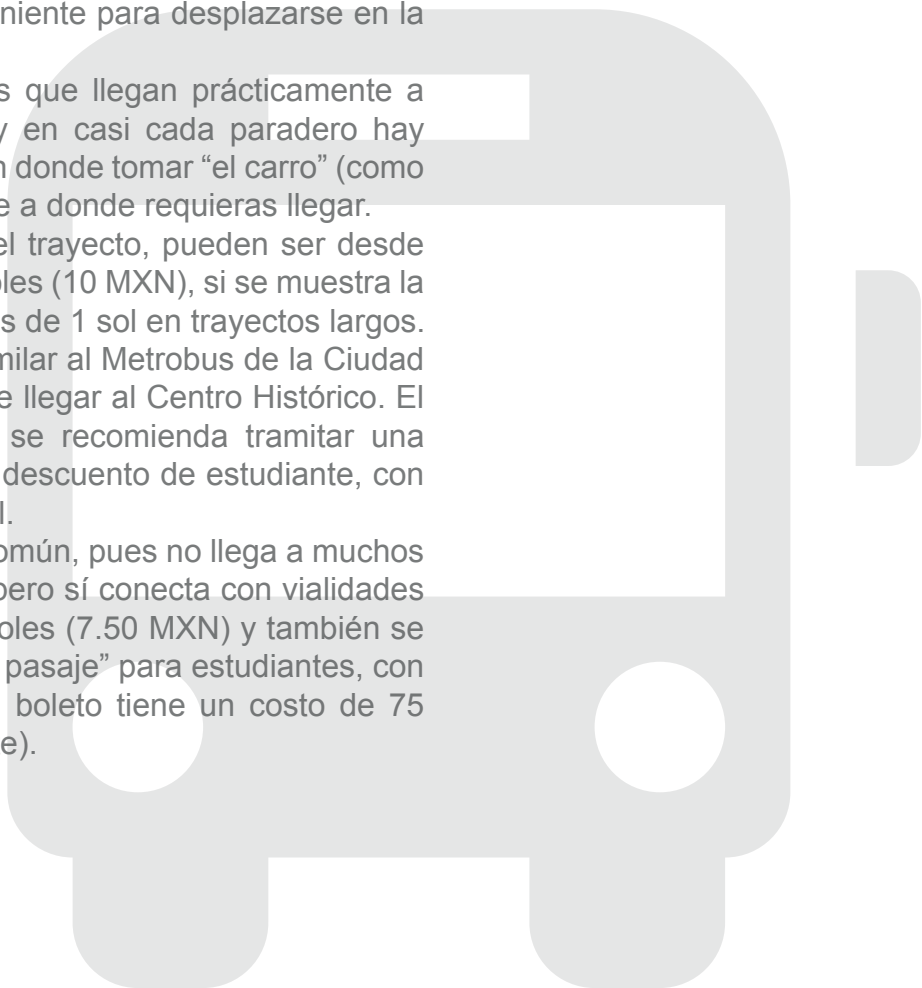 niente para desplazarse en la
s que llegan prácticamente a
y en casi cada paradero hay
donde tomar “el carro” (como
e a donde requieras llegar.
el trayecto, pueden ser desde
les (10 MXN), si se muestra la
s de 1 sol en trayectos largos.
milar al Metrobus de la Ciudad
e llegar al Centro Histórico. El
se recomienda tramitar una
descuento de estudiante, con
l.
omún, pues no llega a muchos
pero sí conecta con vialidades
oles (7.50 MXN) y también se
pasaje” para estudiantes, con
boleto tiene un costo de 75
e).